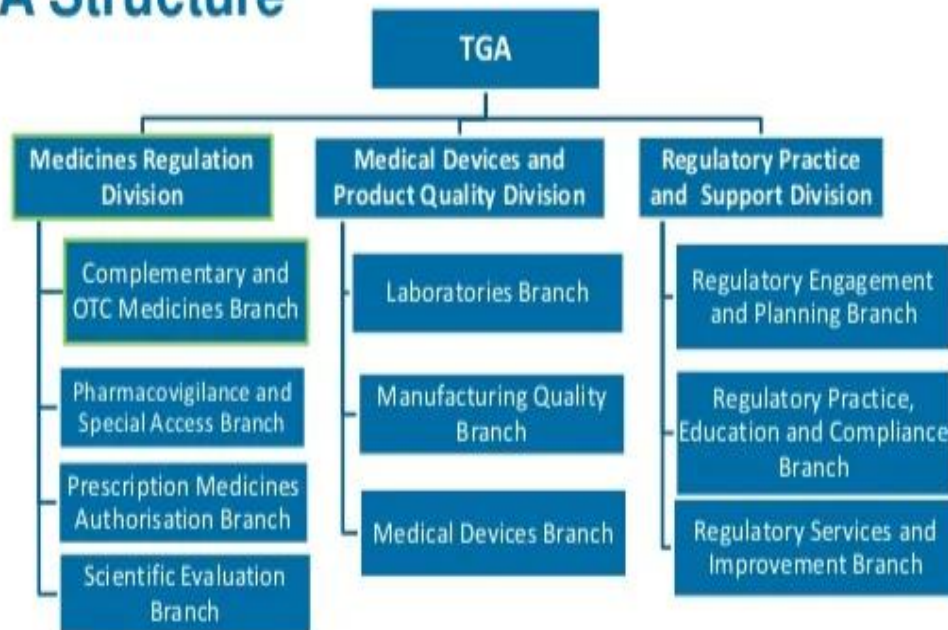 A Structure
TGA
Medicines Regulation
Division
Medical Devices and
Product Quality Division
Regulatory Practice
and Support Division
Complementary and
OTC Medicines Branch
Pharmacovigilance and
Special Access Branch
Prescription Medicines
Authorisation Branch
Scientific Evaluation
Branch
Laboratories Branch
Manufacturing Quality
Branch
Medical Devices Branch
Regulatory Engagement
and Planning Branch
Regulatory Practice,
Education and Compliance
Branch
Regulatory Services and
Improvement Branch